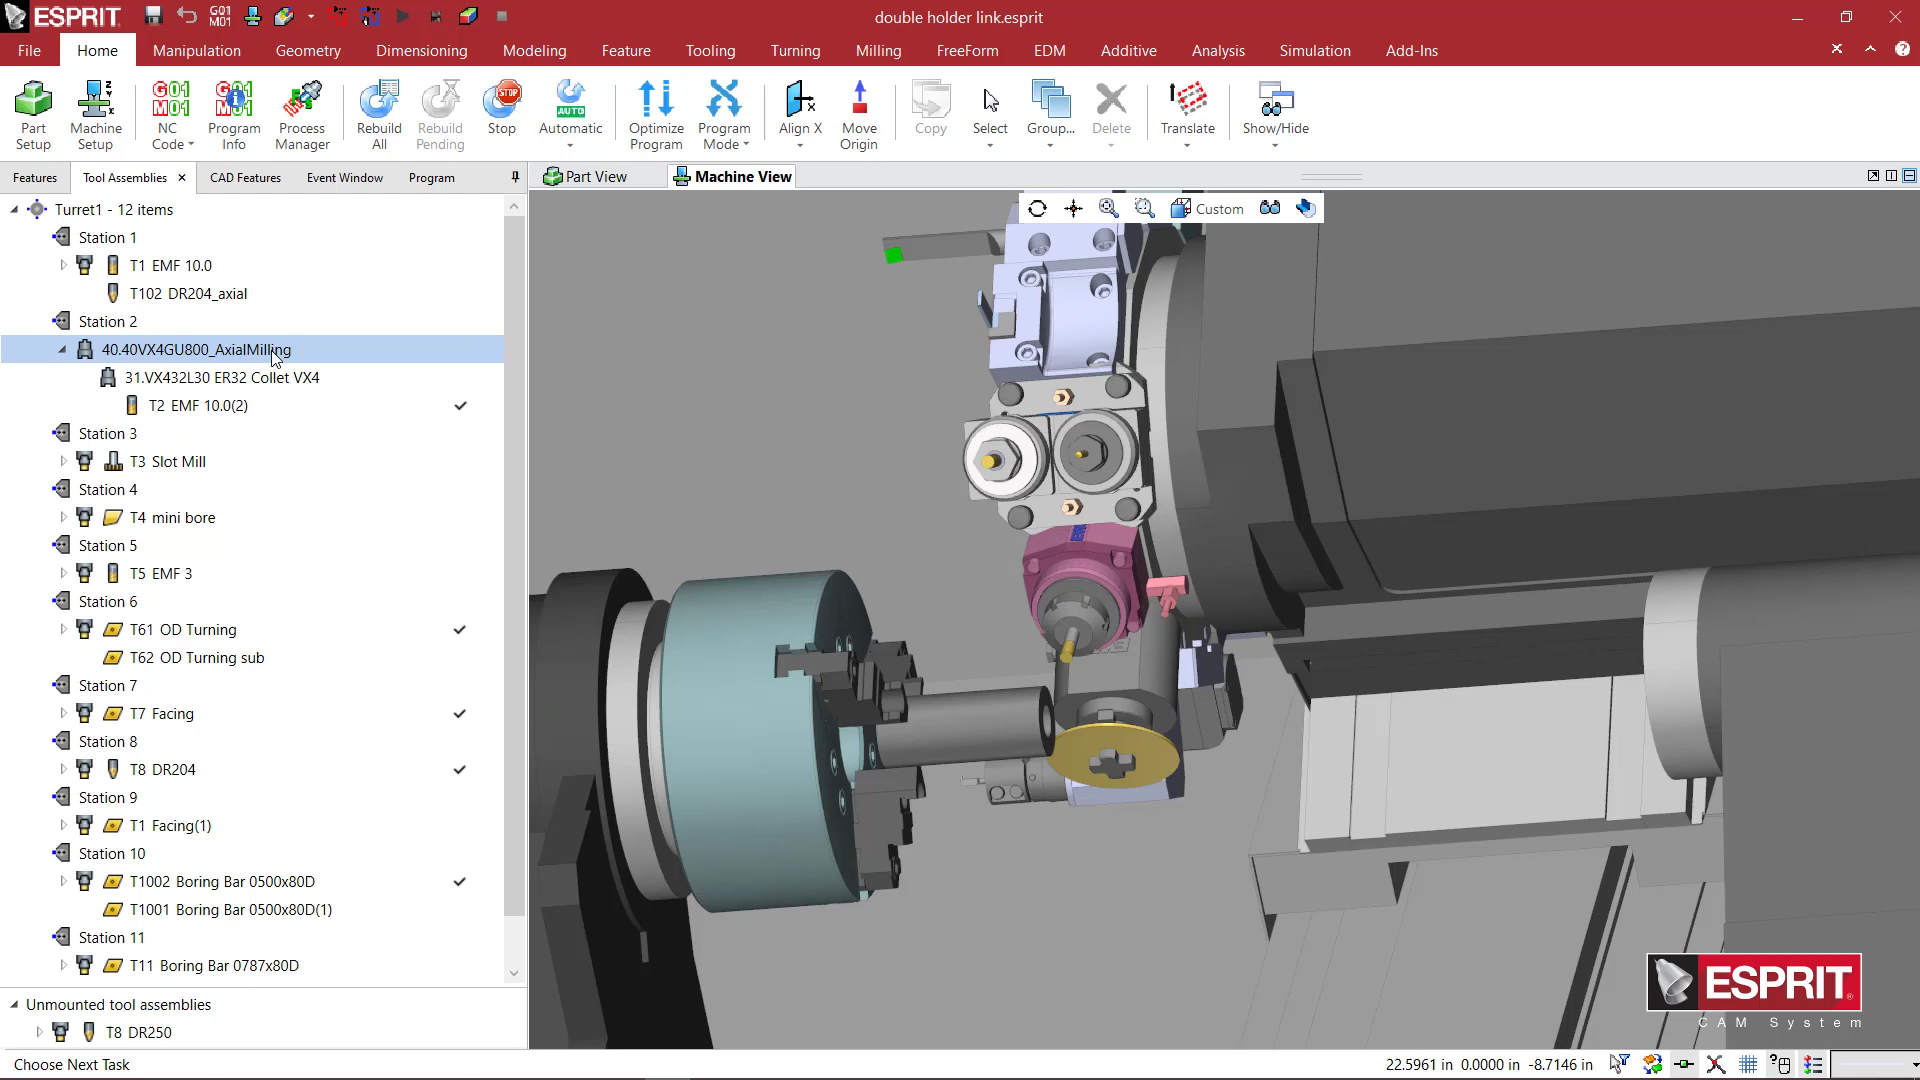 ESPRIT
G01
M01
double holder link.esprit
File Home Manipulation Geometry Dimensioning Modeling Feature Tooling Turning Milling FreeForm EDM Additive Analysis Simulation Add-Ins
Part Setup
Machine Setup
NC Code
Program Info
Process Manager
Rebuild All
Rebuild Pending
STOP
Stop
AUTO
Automatic
Optimize Program
Program Mode
Align X
Move Origin
Copy
Select
Group...
Delete
Translate
Show/Hide
Features Tool Assemblies CAD Features Event Window Program
Part View Machine View
Custom
Turret1 - 12 items
Station 1
T1 EMF 10.0
T102 DR204_axial
Station 2
40.40VX4GU800_AxialMilling
31.VX432L30 ER32 Collet VX4
T2 EMF 10.0(2)
Station 3
T3 Slot Mill
Station 4
T4 mini bore
Station 5
T5 EMF 3
Station 6
T61 OD Turning
T62 OD Turning sub
Station 7
T7 Facing
Station 8
T8 DR204
Station 9
T1 Facing(1)
Station 10
T1002 Boring Bar 0500x80D
T1001 Boring Bar 0500x80D(1)
Station 11
T11 Boring Bar 0787x80D
Unmounted tool assemblies
T8 DR250
ESPRIT
CAM System
Choose Next Task
22.5961 in 0.0000 in -8.7146 in